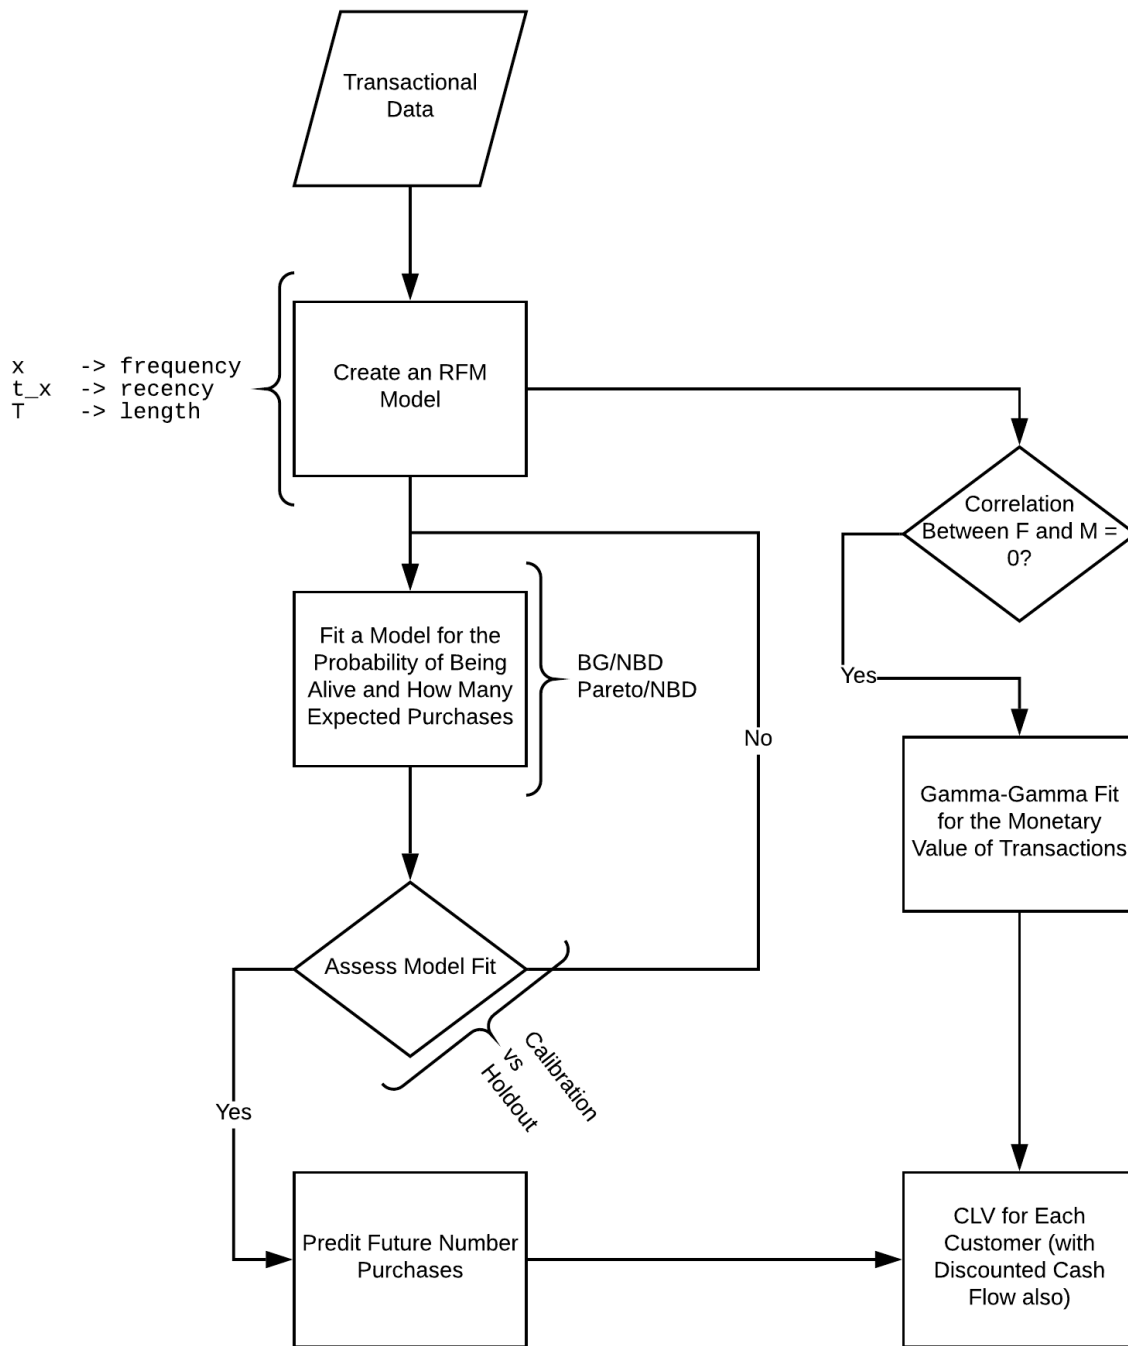 Transactional
Data
x    -> frequency
t_x  -> recency
T    -> length
Create an RFM
Model
Correlation
Between F and M =
0?
Fit a Model for the
Probability of Being
Alive and How Many
Expected Purchases
BG/NBD
Pareto/NBD
Yes
No
Gamma-Gamma Fit
for the Monetary
Value of Transactions
Assess Model Fit
Calibration
vs
Holdout
Yes
Predit Future Number
Purchases
CLV for Each
Customer (with
Discounted Cash
Flow also)